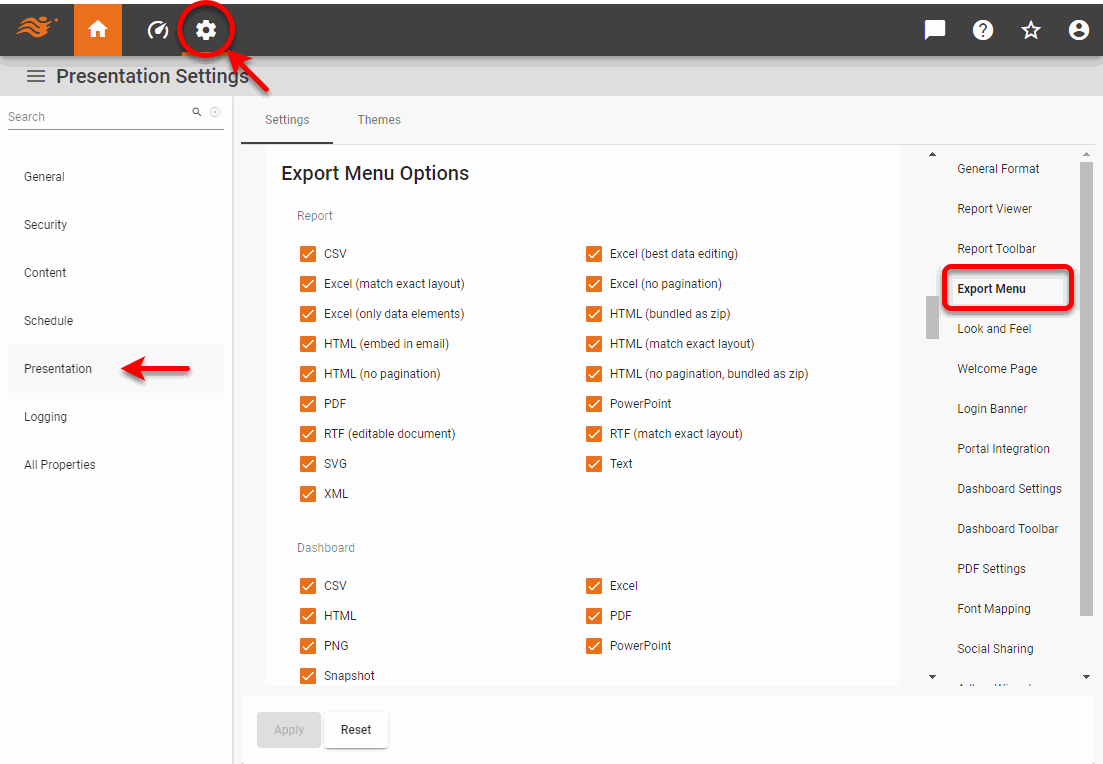 Presentation Settings
Search
General
Security
Content
Schedule
Presentation
Logging
All Properties
Settings Themes
Export Menu Options
Report
CSV Excel (best data editing)
Excel (match exact layout) Excel (no pagination)
Excel (only data elements) HTML (bundled as zip)
HTML (embed in email) HTML (match exact layout)
HTML (no pagination) HTML (no pagination, bundled as zip)
PDF PowerPoint
RTF (editable document) RTF (match exact layout)
SVG Text
XML
Dashboard
CSV Excel
HTML PDF
PNG PowerPoint
Snapshot
Apply Reset
General Format
Report Viewer
Report Toolbar
Export Menu
Look and Feel
Welcome Page
Login Banner
Portal Integration
Dashboard Settings
Dashboard Toolbar
PDF Settings
Font Mapping
Social Sharing